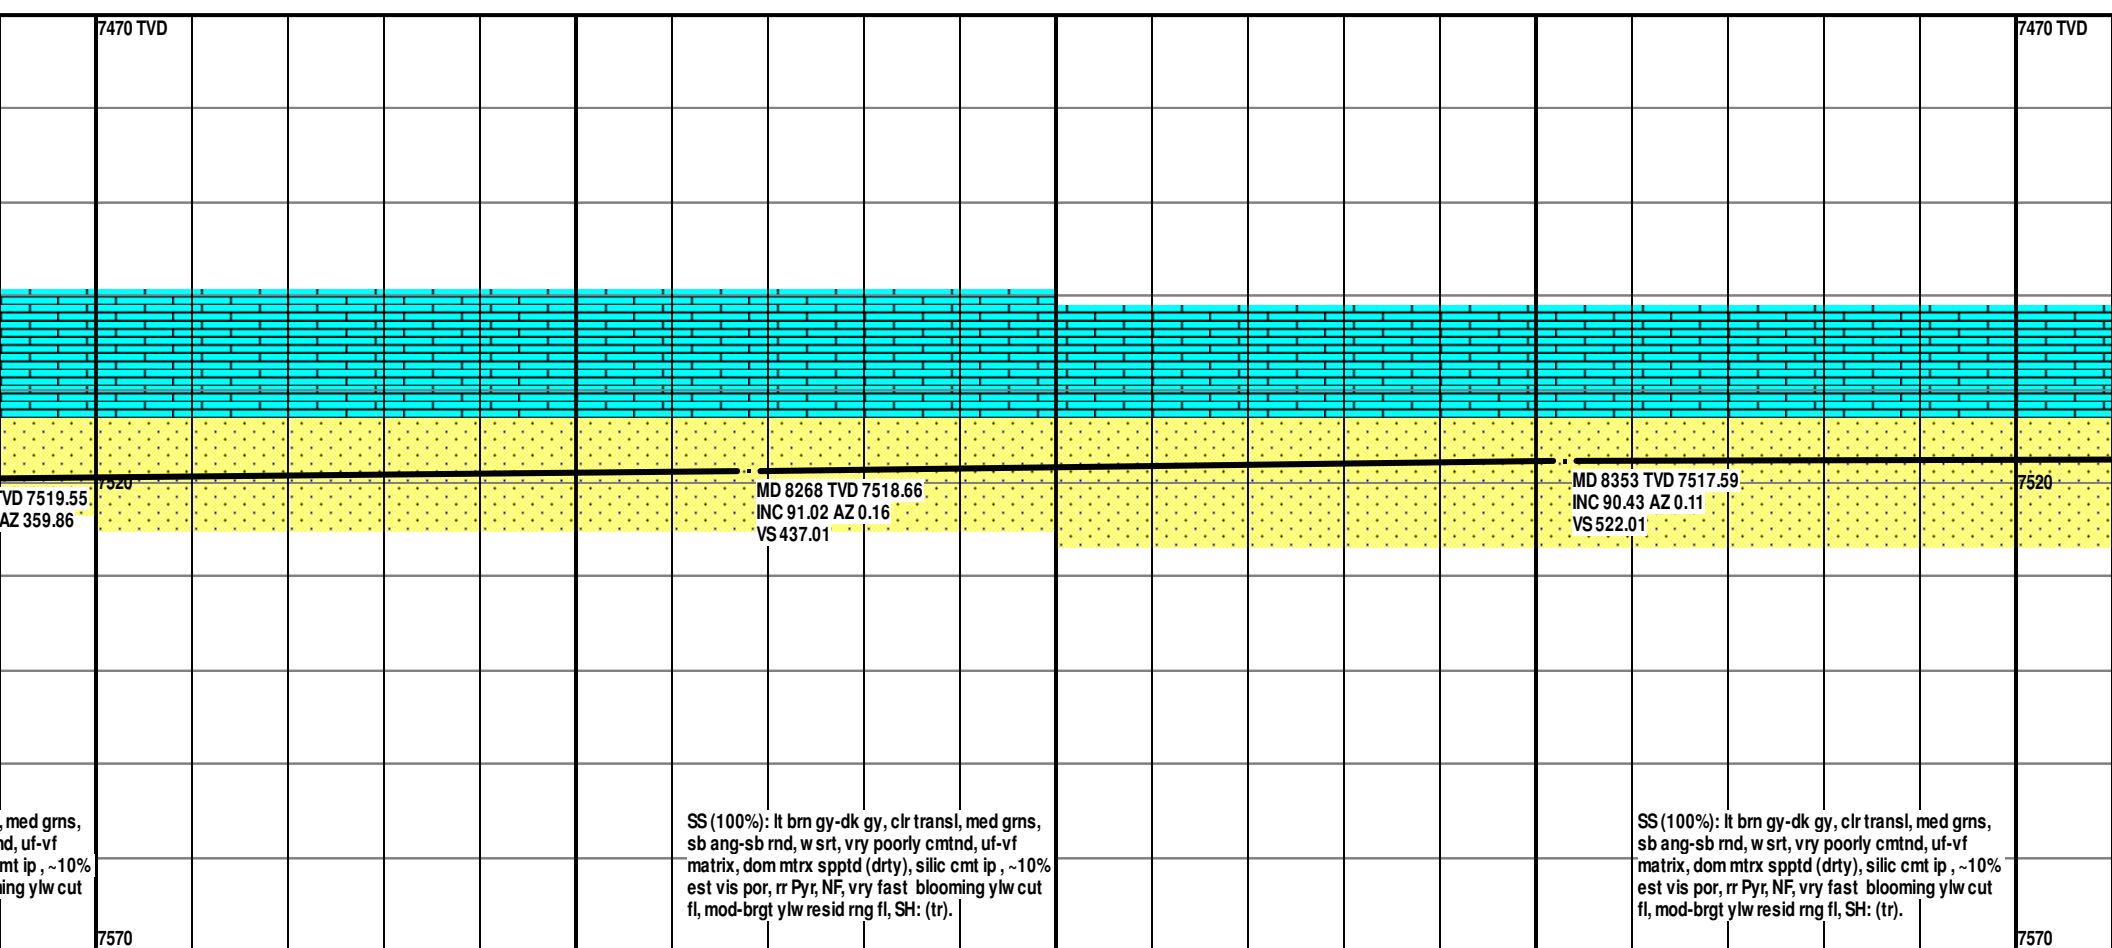 7470 TVD
7470 TVD
7520
TVD 7519.55
AZ 359.86
MD 8268 TVD 7518.66
INC 91.02 AZ 0.16
VS 437.01
MD 8353 TVD 7517.59
INC 90.43 AZ 0.11
VS 522.01
7520
, med grns,
nd, uf-vf
cmt ip , ~10%
ming ylw cut
SS (100%): lt brn gy-dk gy, clr transl, med grns,
sb ang-sb rnd, w srt, vry poorly cmtnd, uf-vf
matrix, dom mtrx spptd (drty), silic cmt ip , ~10%
est vis por, rr Pyr, NF, vry fast  blooming ylw cut
fl, mod-brgt ylw resid rng fl, SH: (tr).
SS (100%): lt brn gy-dk gy, clr transl, med grns,
sb ang-sb rnd, w srt, vry poorly cmtnd, uf-vf
matrix, dom mtrx spptd (drty), silic cmt ip , ~10%
est vis por, rr Pyr, NF, vry fast  blooming ylw cut
fl, mod-brgt ylw resid rng fl, SH: (tr).
7570
7570